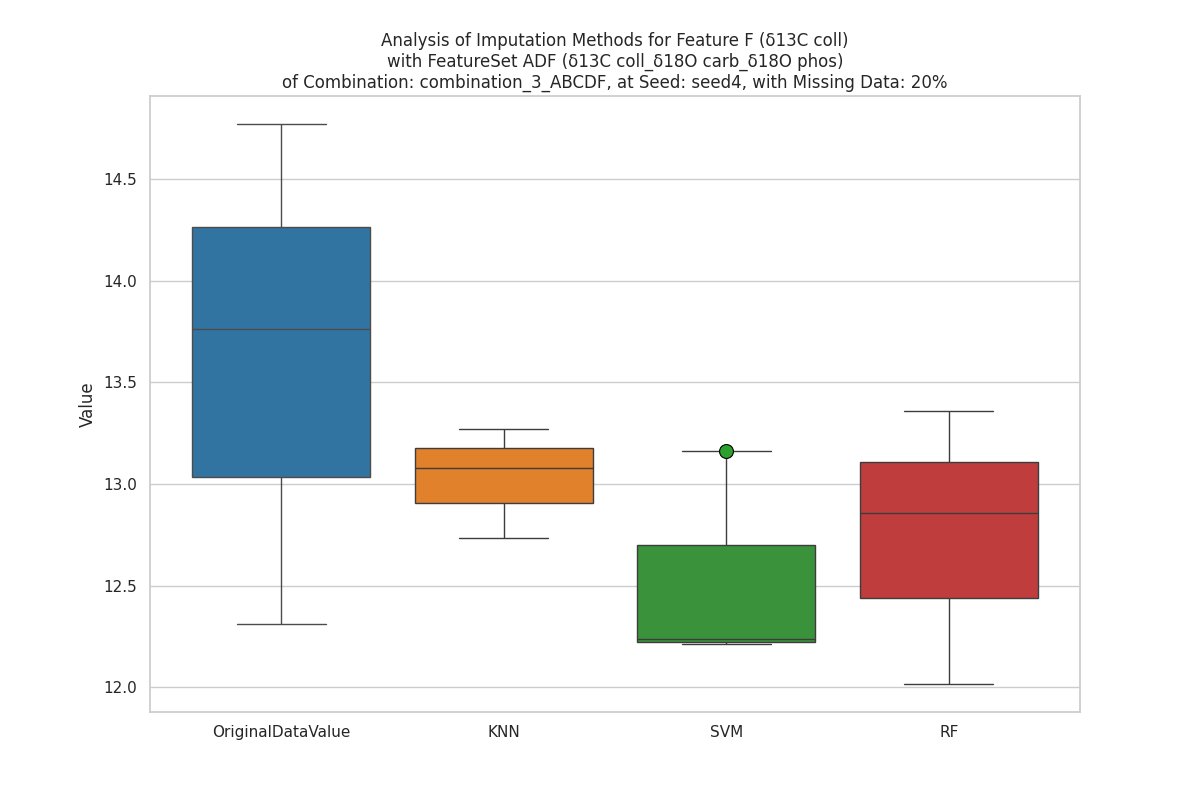 Analysis of Imputation Methods for Feature F (δ13C coll)
with FeatureSet ADF (δ13C coll_δ18O carb_δ18O phos)
of Combination: combination_3_ABCDF, at Seed: seed4, with Missing Data: 20%
14.5
14.0
13.5
13.0
12.5
12.0
Value
OriginalDataValue KNN SVM RF